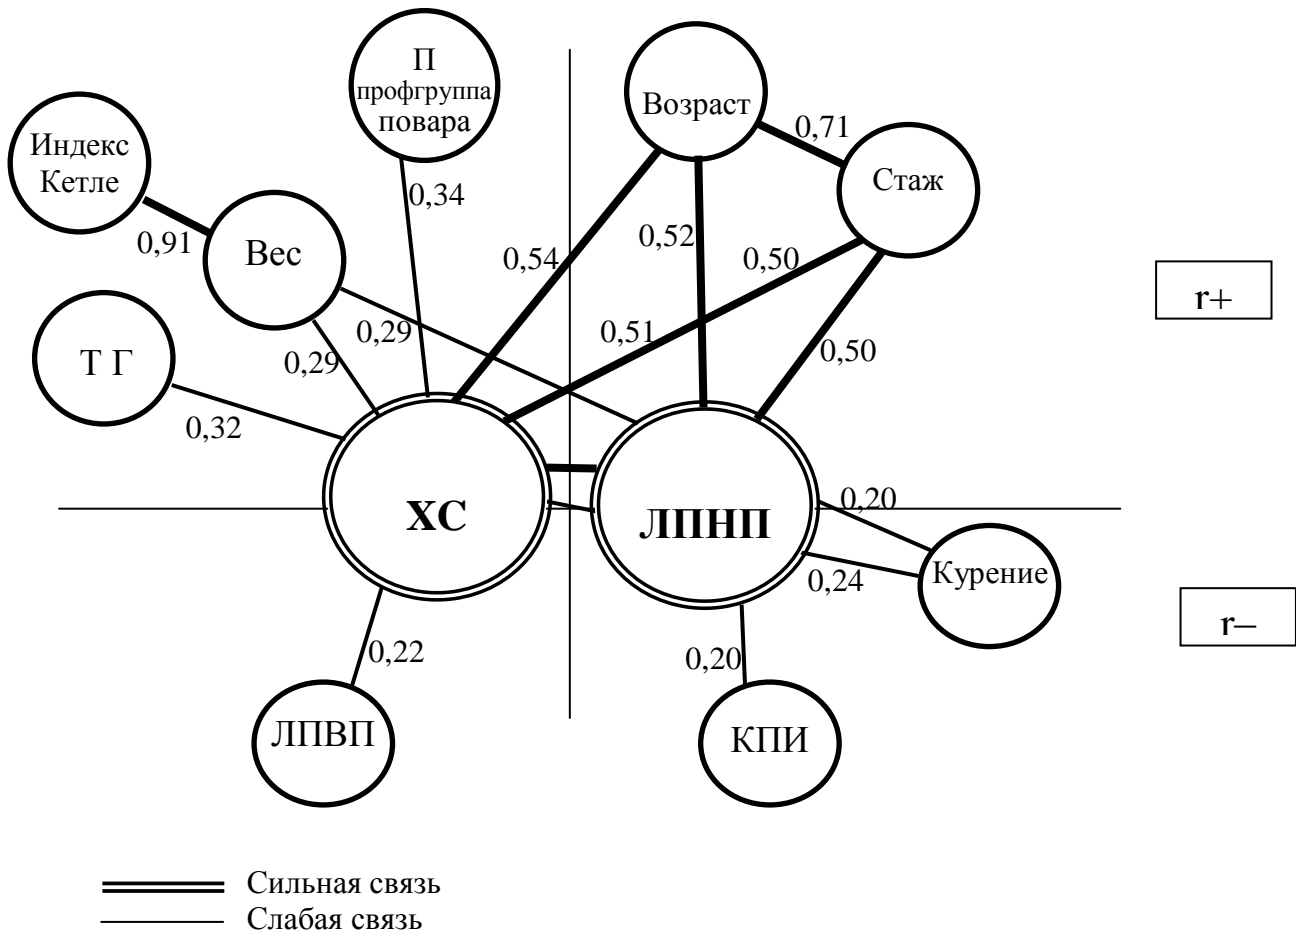 П
профгруппа
повара
Возраст
0,71
Индекс
Кетле
Стаж
0,34
0,91
Вес
0,54
0,52
0,50
r+
Т Г
0,29
0,29
0,51
0,50
0,32
ХС
ЛПНП
0,20
0,24
Курение
r–
0,22
0,20
ЛПВП
КПИ
Сильная связь
Слабая связь